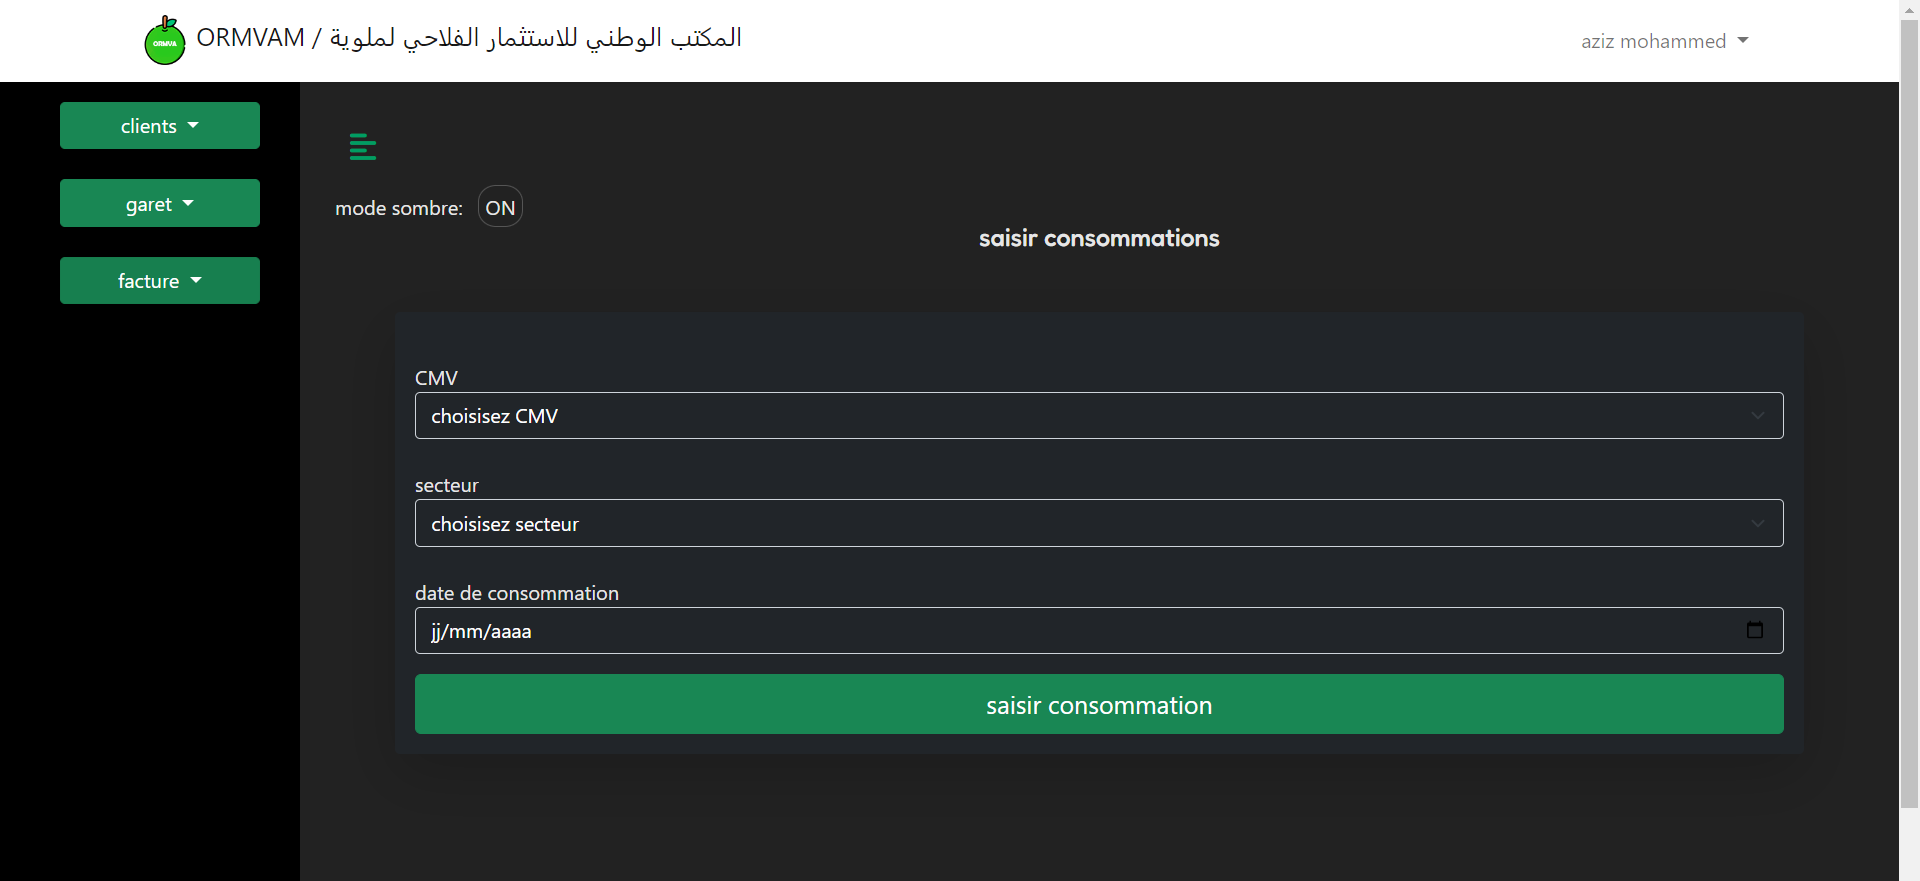 ORMVA
ORMVAM / المكتب الوطني للاستثمار الفلاحي لملوية
aziz mohammed
clients
garet
facture
mode sombre: ON
saisir consommations
CMV
choisisez CMV
secteur
choisisez secteur
date de consommation
jj/mm/aaaa
saisir consommation